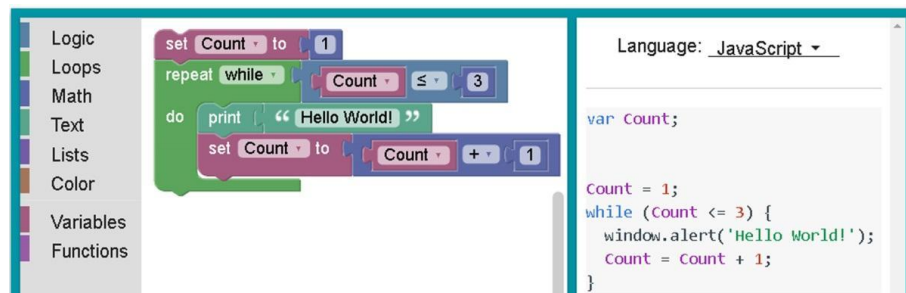 Logic
Loops
Math
Text
Lists
Color
Variables
Functions
set Count to 1
repeat while Count ≤ 3
do print “ Hello World! ”
set Count to Count + 1
Language: JavaScript
var Count;
Count = 1;
while (Count <= 3) {
window.alert('Hello World!');
Count = Count + 1;
}